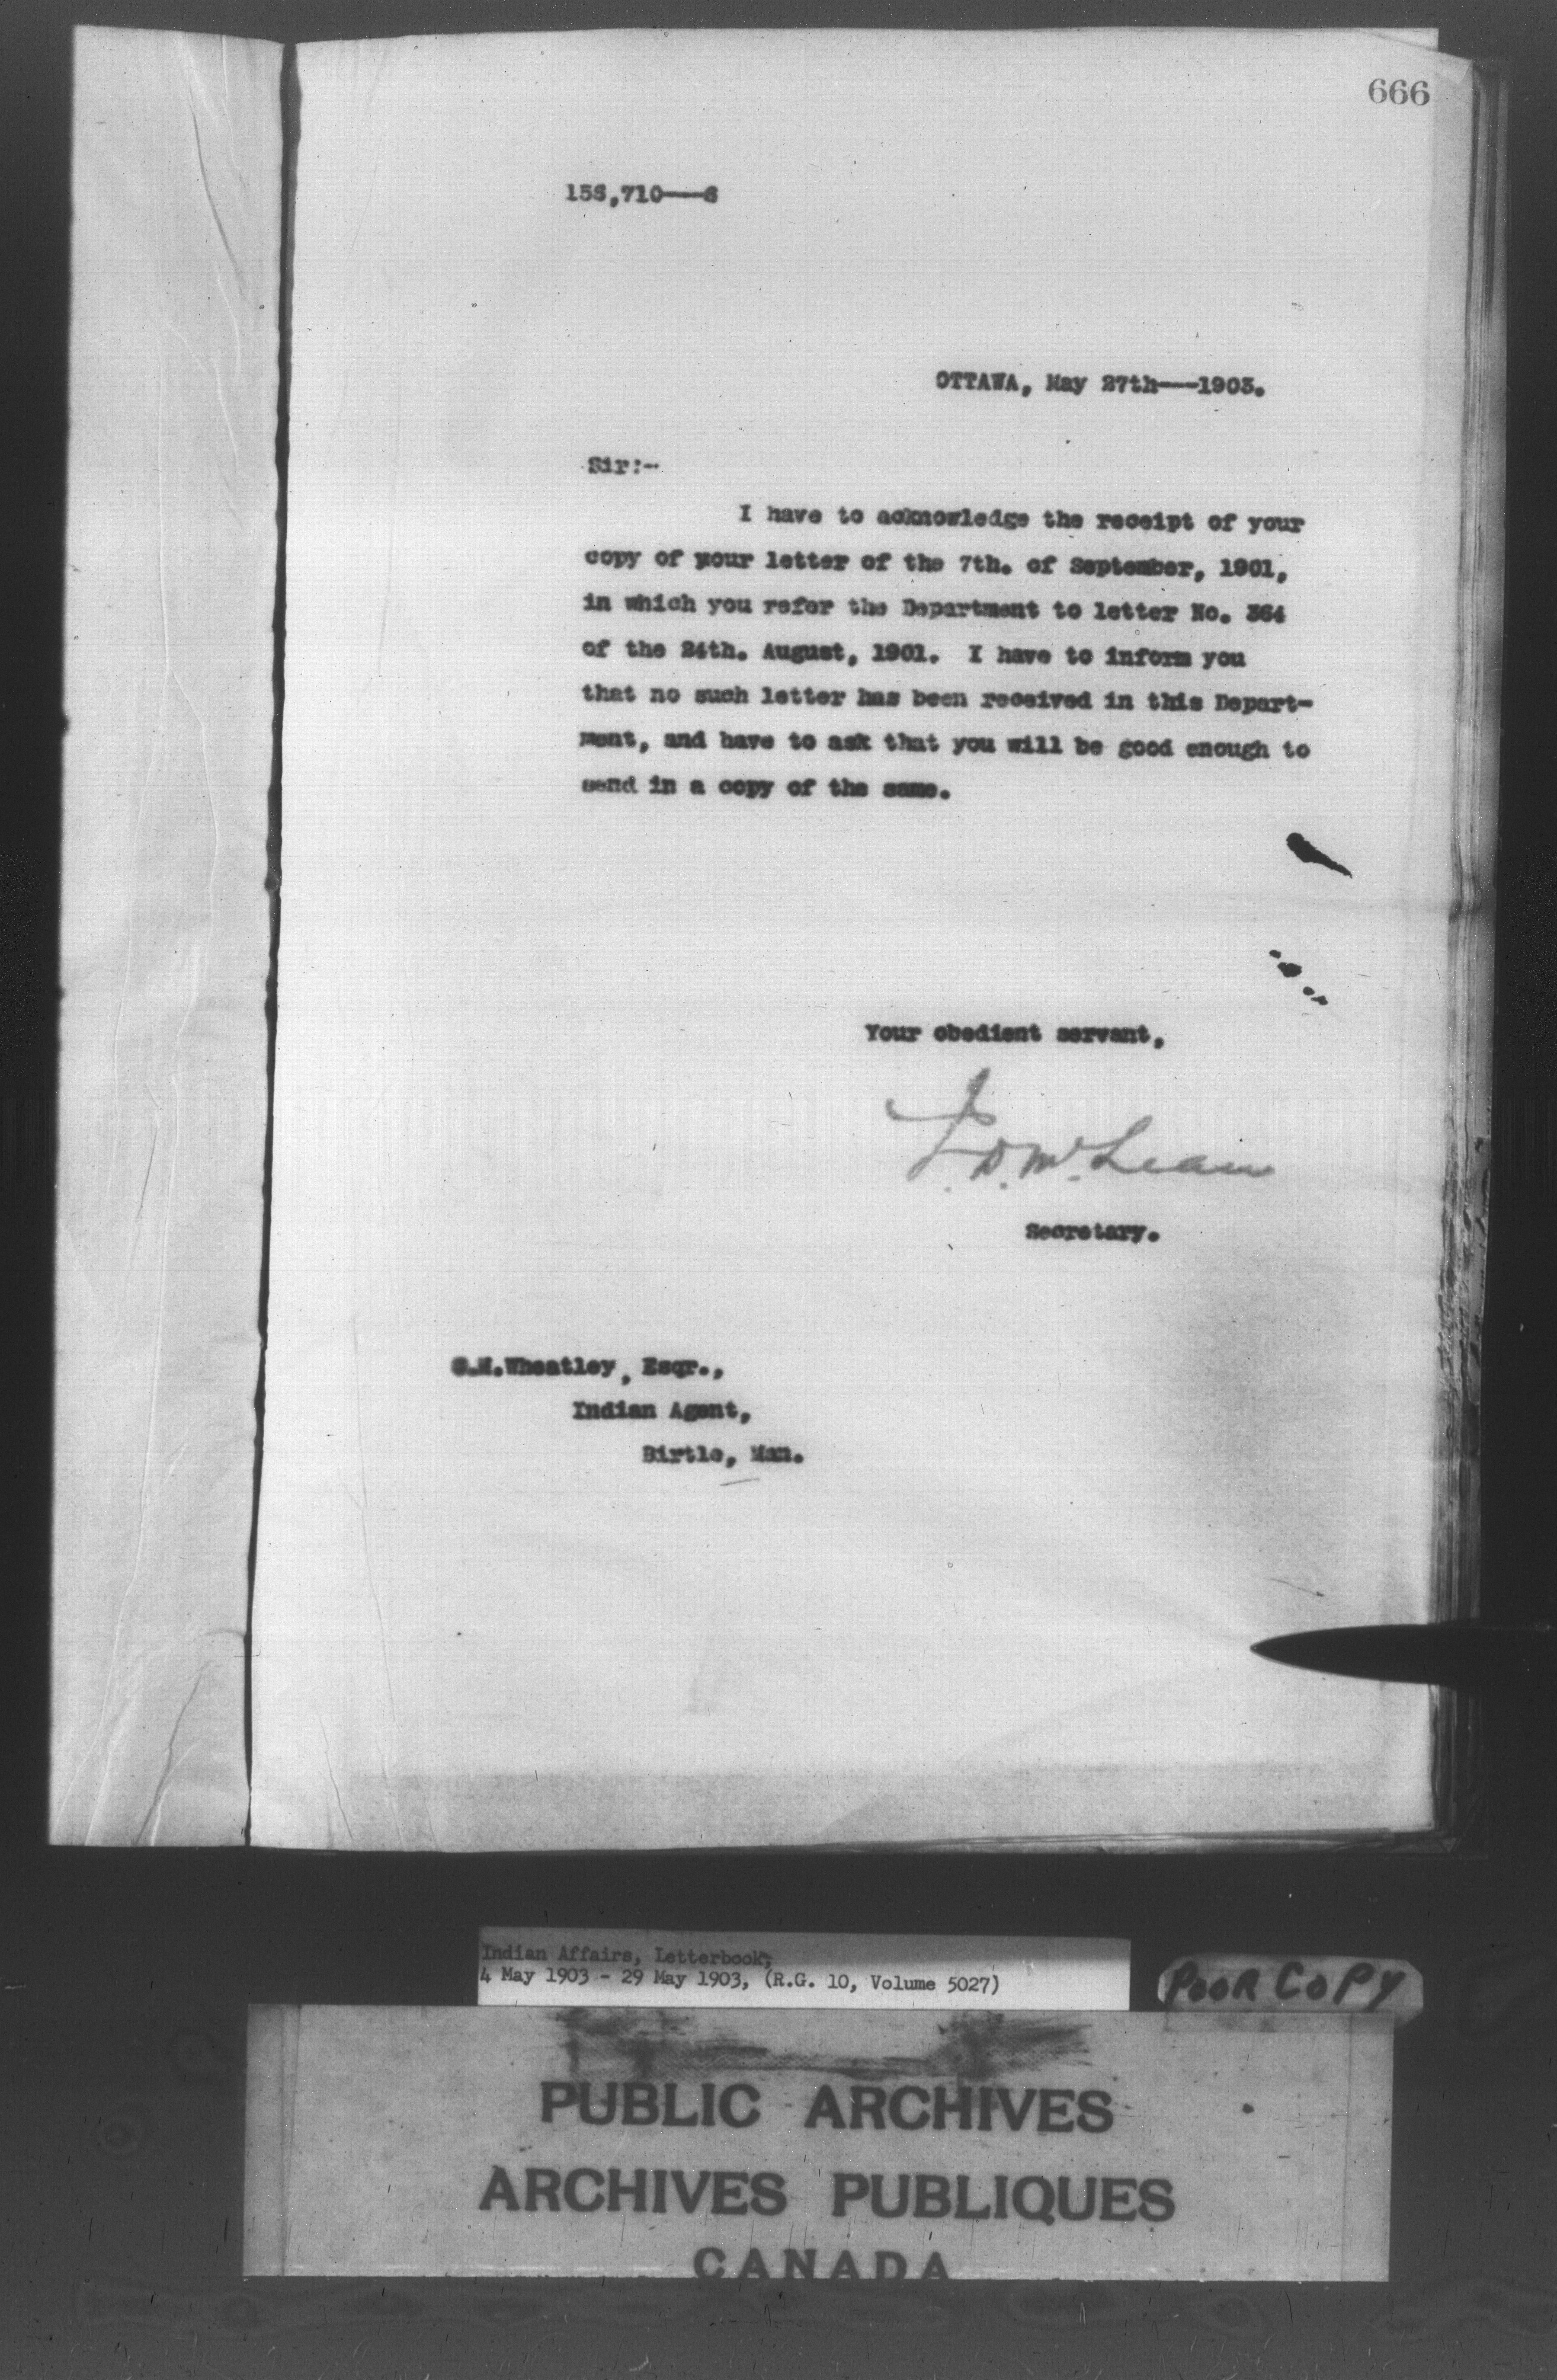 666
158,710——S
OTTAWA, May 27th——1903.
Sir:-
I have to acknowledge the receipt of your
copy of your letter of the 7th. of September, 1901,
in which you refer the Department to letter No. 364
of the 24th. August, 1901. I have to inform you
that no such letter has been received in this Depart-
ment, and have to ask that you will be good enough to
send in a copy of the same.
Your obedient servant,
J. D. McLean
Secretary.
G.H.Wheatley, Esqr.,
Indian Agent,
Birtle, Man.
Indian Affairs, Letterbook,
4 May 1903 - 29 May 1903, (R.G. 10, Volume 5027)
POOR COPY
PUBLIC ARCHIVES
ARCHIVES PUBLIQUES
CANADA